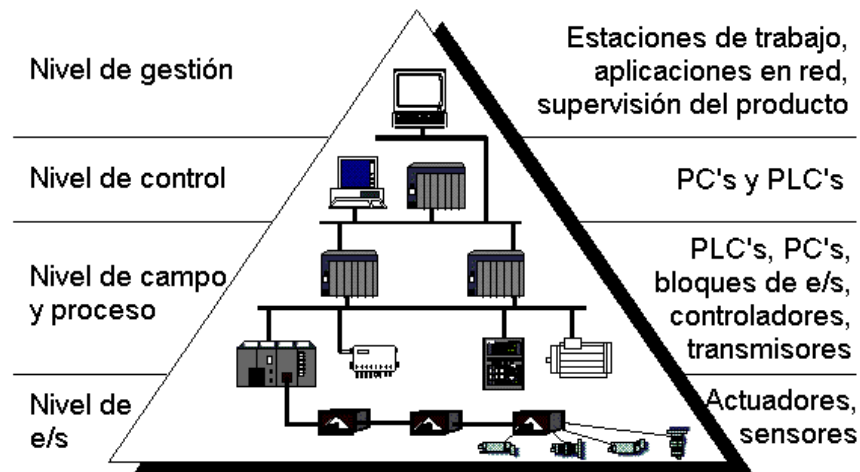 Nivel de gestión
Estaciones de trabajo,
aplicaciones en red,
supervisión del producto
Nivel de control
PC's y PLC's
Nivel de campo
y proceso
PLC's, PC's,
bloques de e/s,
controladores,
transmisores
Nivel de
e/s
Actuadores,
sensores